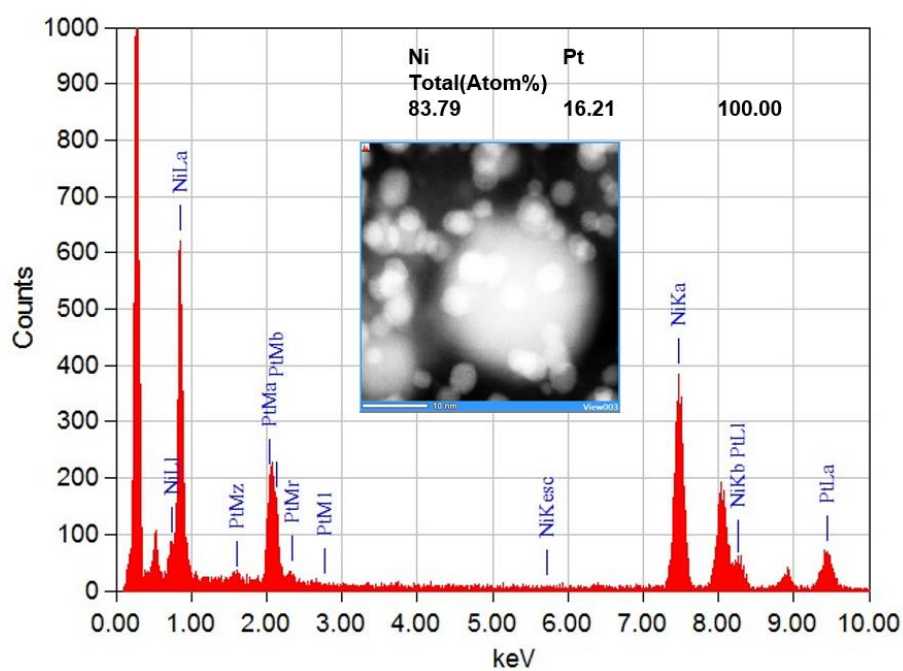 1000
900
800
700
600
500
400
300
200
100
0
Counts
Ni Pt
Total(Atom%)
83.79 16.21 100.00
NiLl
NiLa
PtMz
PtMa
PtMb
PtMr
PtM1
NiKesc
NiKa
NiKb PtLl
PtLa
10 nm
View003
0.00 1.00 2.00 3.00 4.00 5.00 6.00 7.00 8.00 9.00 10.00
keV